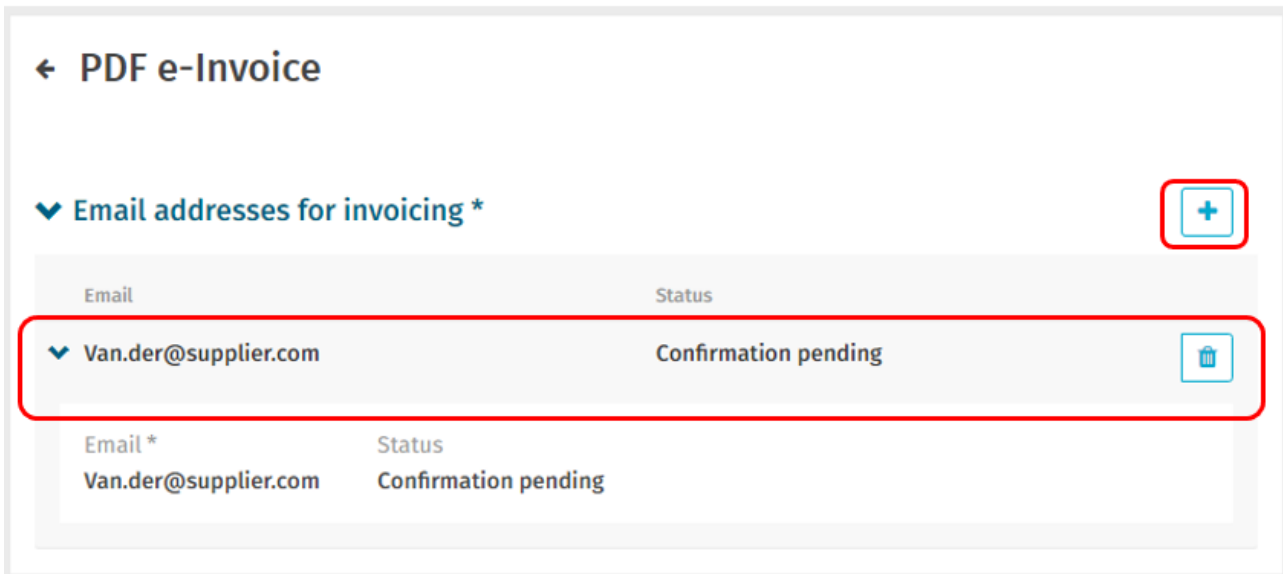 PDF e-Invoice
Email addresses for invoicing *
Email Status
Van.der@supplier.com Confirmation pending
Email * Status
Van.der@supplier.com Confirmation pending